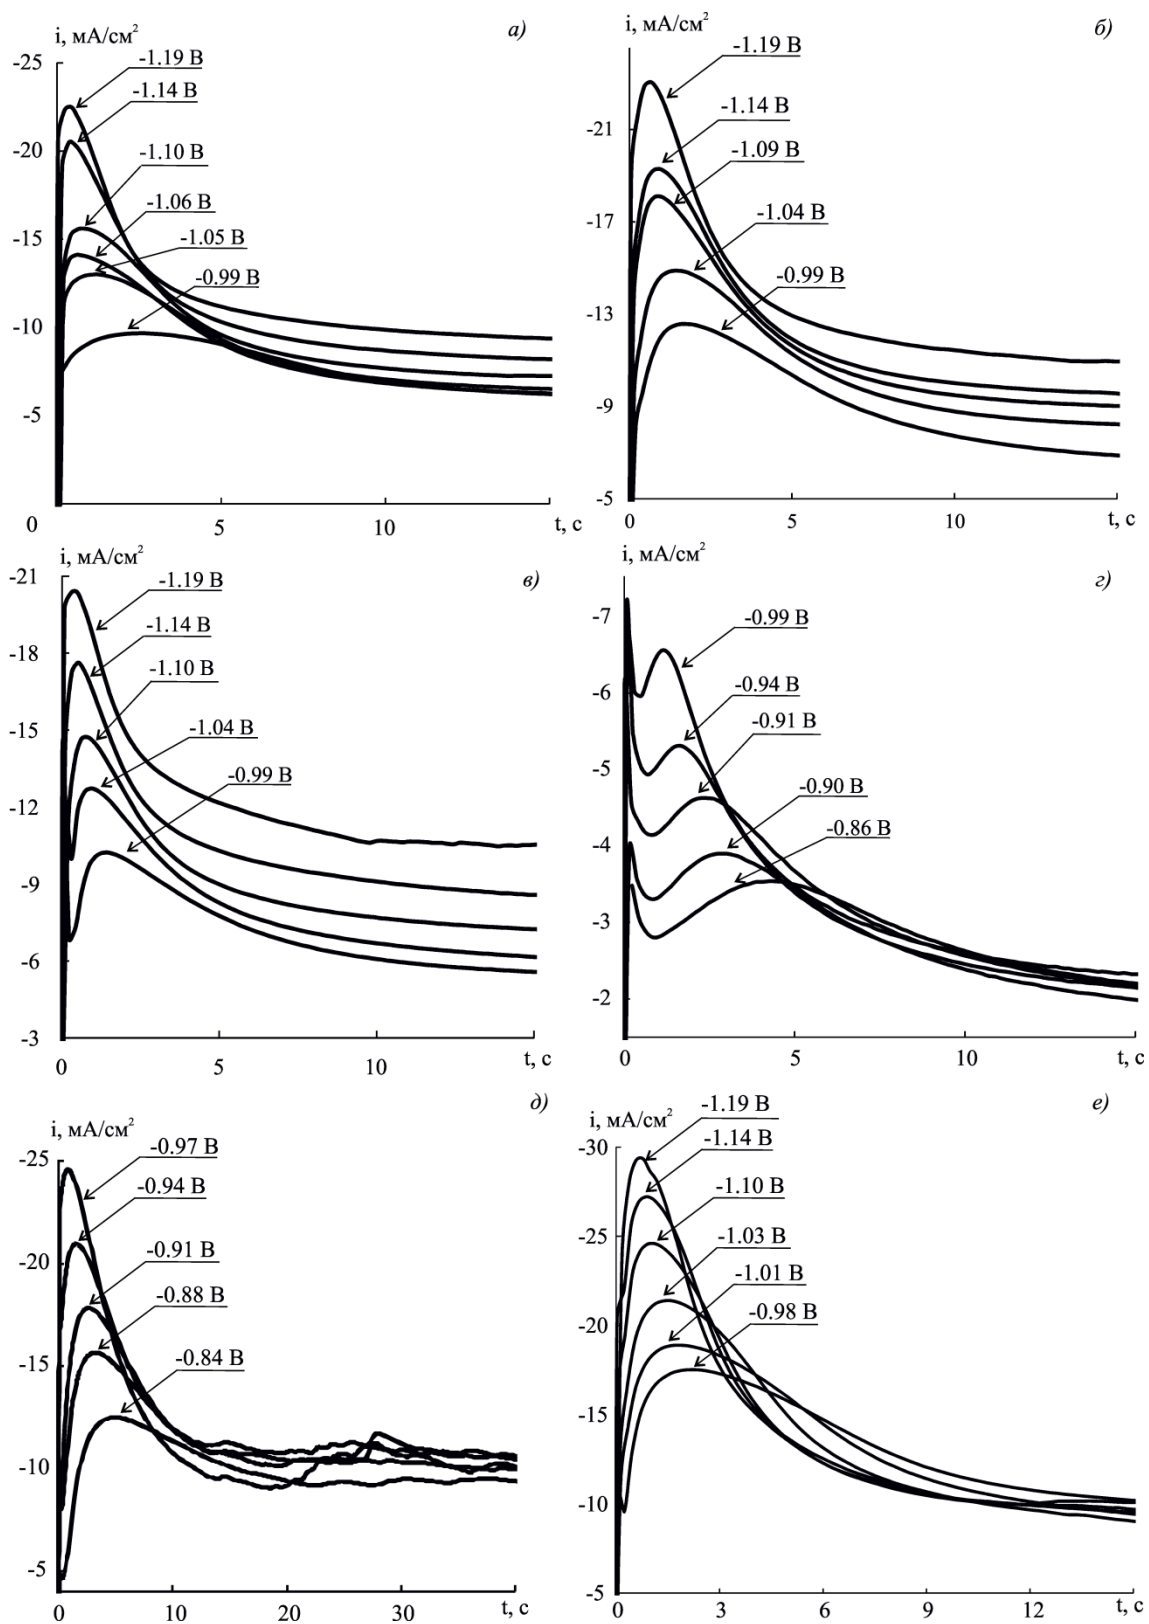 i, мА/см²
а)
-25
-20
-15
-10
-5
0
5
10
t, с
-1.19 В
-1.14 В
-1.10 В
-1.06 В
-1.05 В
-0.99 В
i, мА/см²
б)
-21
-17
-13
-9
-5
0
5
10
t, с
-1.19 В
-1.14 В
-1.09 В
-1.04 В
-0.99 В
i, мА/см²
в)
-21
-18
-15
-12
-9
-6
-3
0
5
10
t, с
-1.19 В
-1.14 В
-1.10 В
-1.04 В
-0.99 В
i, мА/см²
г)
-7
-6
-5
-4
-3
-2
0
5
10
t, с
-0.99 В
-0.94 В
-0.91 В
-0.90 В
-0.86 В
i, мА/см²
д)
-25
-20
-15
-10
-5
0
10
20
30
t, с
-0.97 В
-0.94 В
-0.91 В
-0.88 В
-0.84 В
i, мА/см²
е)
-30
-25
-20
-15
-10
-5
0
3
6
9
12
t, с
-1.19 В
-1.14 В
-1.10 В
-1.03 В
-1.01 В
-0.98 В